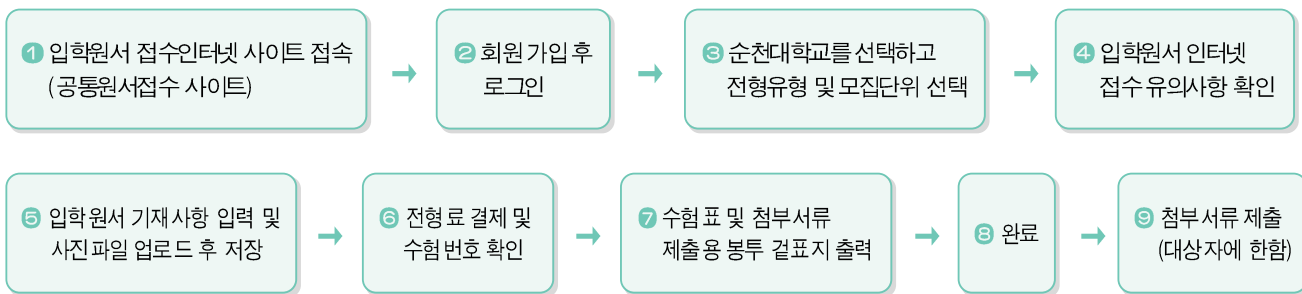 ❶ 입학원서 접수인터넷 사이트 접속
(공통원서접수 사이트)
❷ 회원 가입 후
로그인
❸ 순천대학교를 선택하고
전형유형 및 모집단위 선택
❹ 입학원서 인터넷
접수 유의사항 확인
❺ 입학원서 기재사항 입력 및
사진파일 업로드 후 저장
❻ 전형료 결제 및
수험번호 확인
❼ 수험표 및 첨부서류
제출용 봉투 겉표지 출력
❽ 완료
❾ 첨부서류 제출
(대상자에 한함)